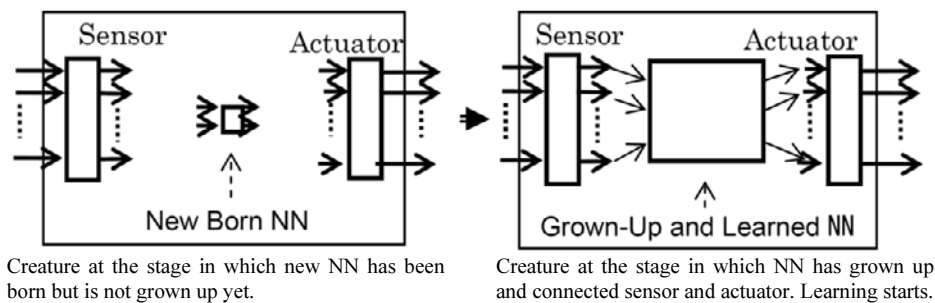 Sensor
Actuator
New Born NN
Creature at the stage in which new NN has been
born but is not grown up yet.
Sensor
Actuator
Grown-Up and Learned NN
Creature at the stage in which NN has grown up
and connected sensor and actuator. Learning starts.